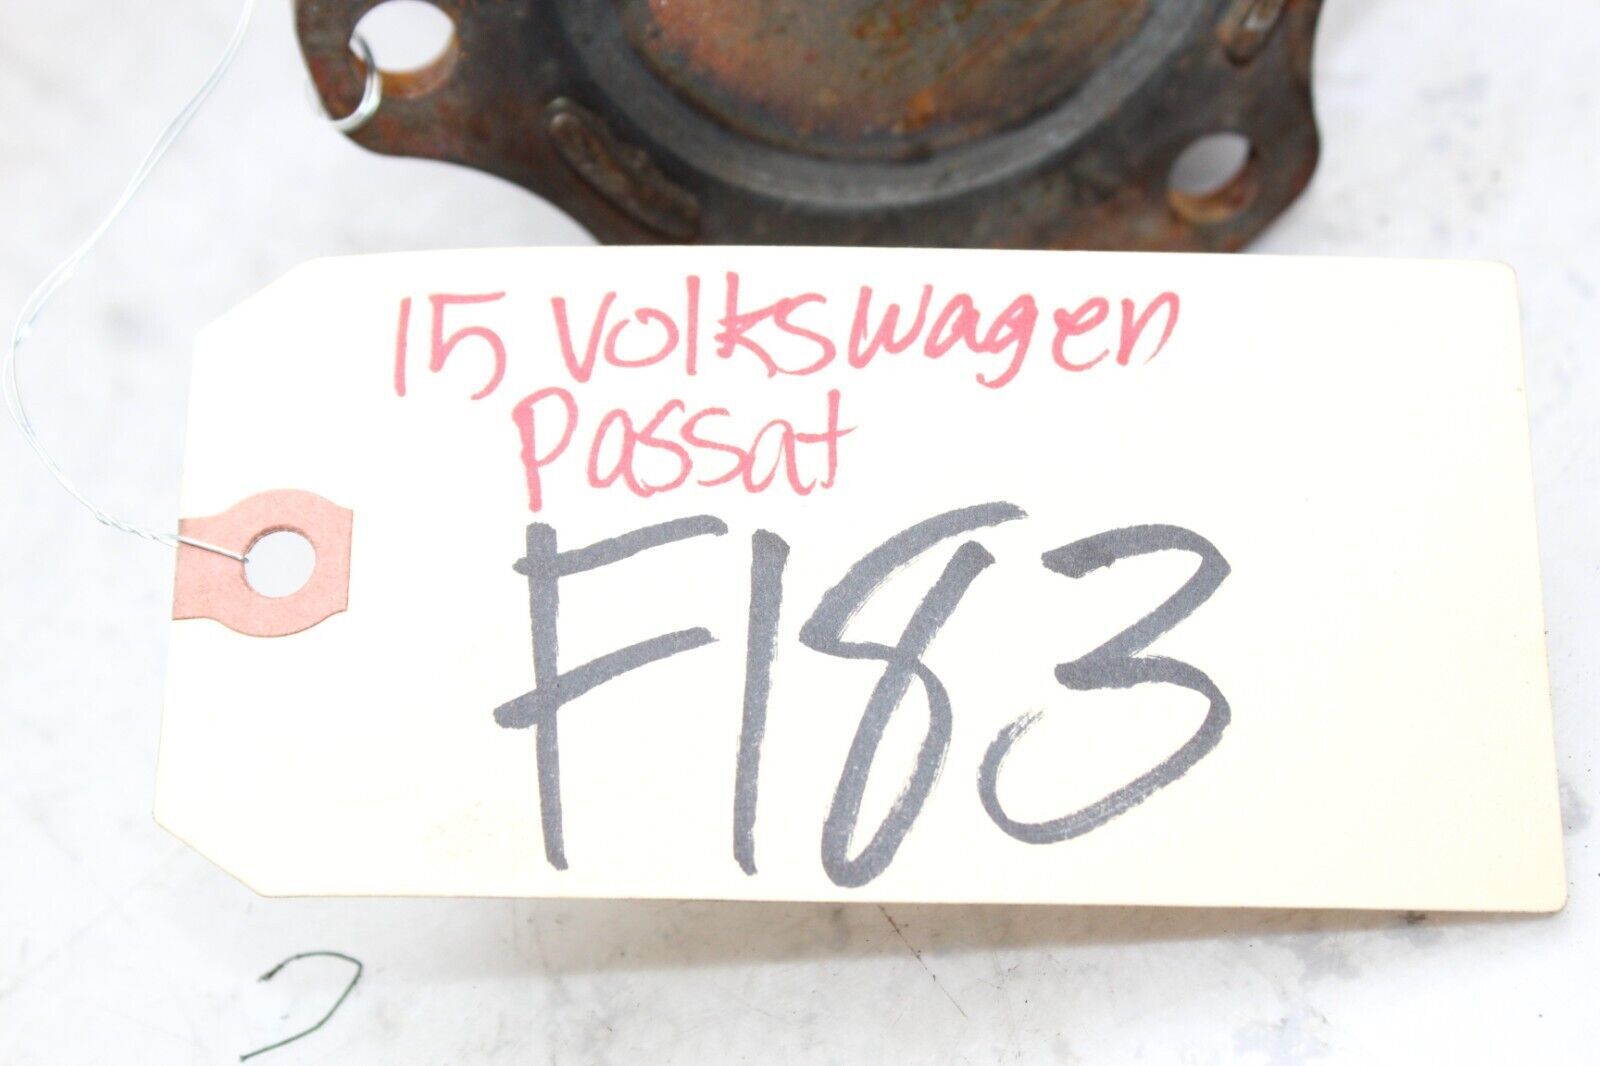 15 Volkswagen
Passat
F183